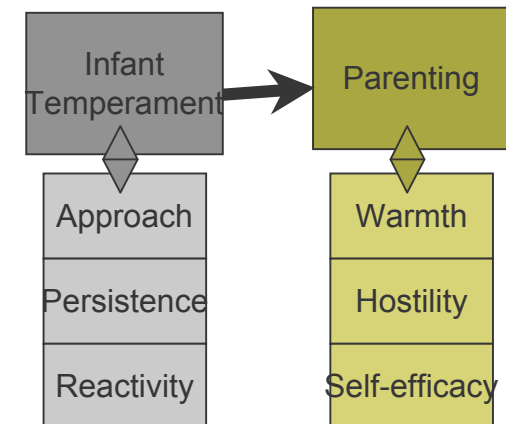 Infant
Temperament
Parenting
Approach
Persistence
Reactivity
Warmth
Hostility
Self-efficacy